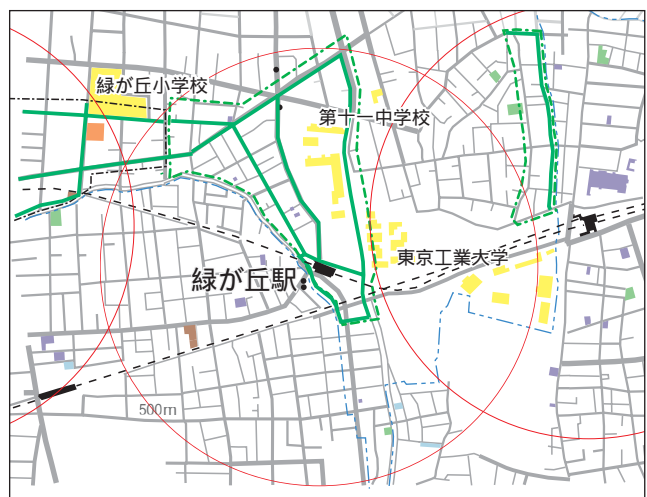 緑が丘小学校
第十一中学校
東京工業大学
緑が丘駅
500m